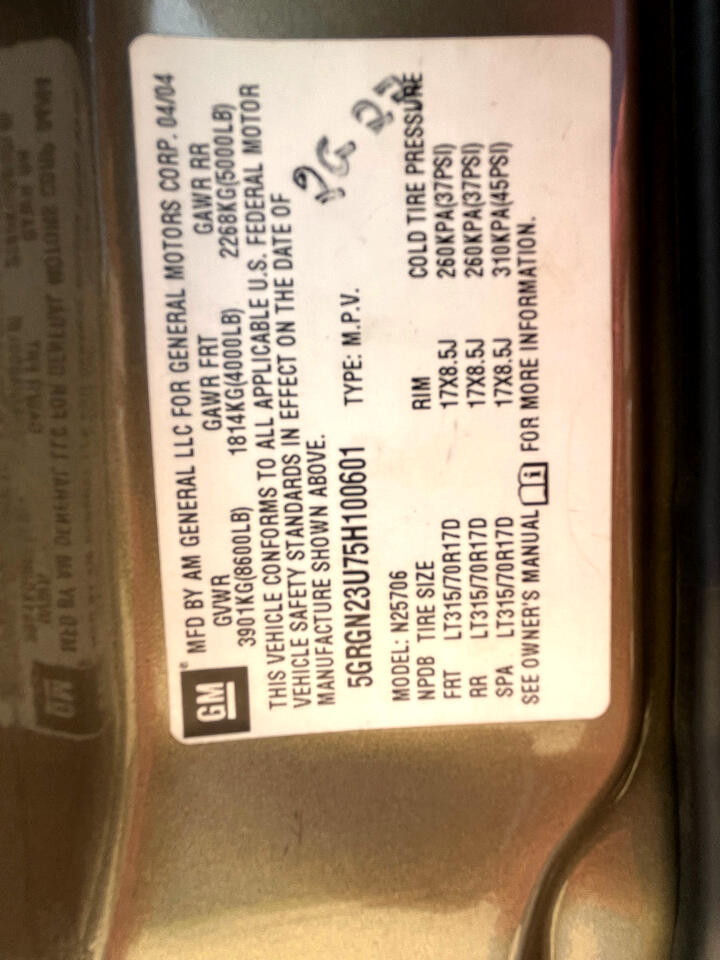 GM
MFD BY AM GENERAL LLC FOR GENERAL MOTORS CORP. 04/04
GVWR GAWR FRT GAWR RR
3901KG(8600LB) 1814KG(4000LB) 2268KG(5000LB)
THIS VEHICLE CONFORMS TO ALL APPLICABLE U.S. FEDERAL MOTOR
VEHICLE SAFETY STANDARDS IN EFFECT ON THE DATE OF
MANUFACTURE SHOWN ABOVE.
5GRGN23U75H100601 TYPE: M.P.V.
MODEL: N25706
NPDB TIRE SIZE RIM COLD TIRE PRESSURE
FRT LT315/70R17D 17X8.5J 260KPA(37PSI)
RR LT315/70R17D 17X8.5J 260KPA(37PSI)
SPA LT315/70R17D 17X8.5J 310KPA(45PSI)
SEE OWNER'S MANUAL i FOR MORE INFORMATION.